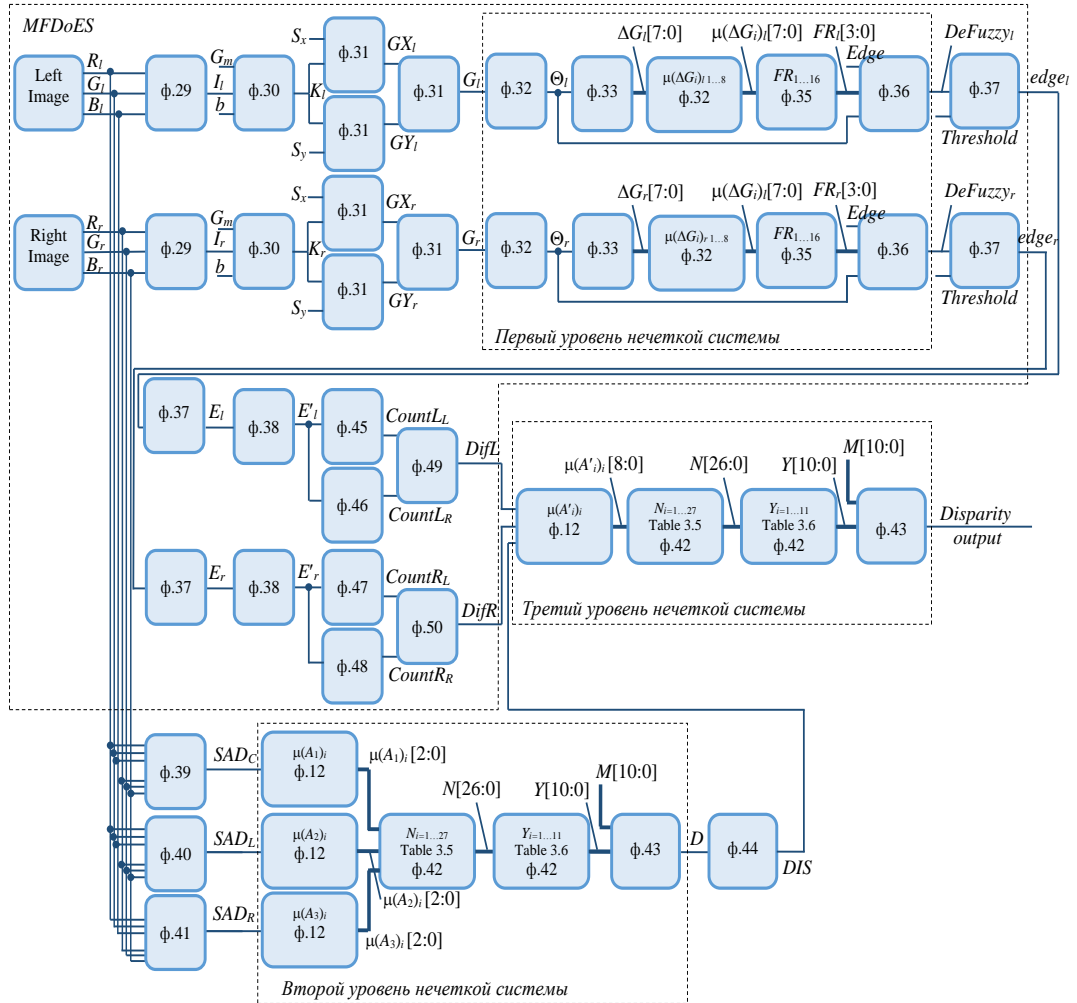 MFDoES
Left Image
R_l
G_l
B_l
ф.29
G_m
I_l
b
ф.30
K_l
S_x
ф.31
GX_l
S_y
ф.31
GY_l
ф.31
G_l
ф.32
Θ_l
ф.33
ΔG_l[7:0]
μ(ΔG_i)_{l 1…8}
ф.32
μ(ΔG_i)_l[7:0]
FR_{1…16}
ф.35
FR_l[3:0]
Edge
ф.36
DeFuzzy_l
ф.37
Threshold
edge_l
Right Image
R_r
G_r
B_r
ф.29
G_m
I_r
b
ф.30
K_r
S_x
ф.31
GX_r
S_y
ф.31
GY_r
ф.31
G_r
ф.32
Θ_r
ф.33
ΔG_r[7:0]
μ(ΔG_i)_{r 1…8}
ф.32
μ(ΔG_i)_l[7:0]
FR_{1…16}
ф.35
FR_r[3:0]
Edge
ф.36
DeFuzzy_r
ф.37
Threshold
edge_r
Первый уровень нечеткой системы
ф.37
E_l
ф.38
E'_l
ф.45
CountL_L
ф.46
CountL_R
ф.49
DifL
ф.37
E_r
ф.38
E'_r
ф.47
CountR_L
ф.48
CountR_R
ф.50
DifR
μ(A'_i)_i
ф.12
μ(A'_i)_i[8:0]
N_{i=1…27}
Table 3.5
ф.42
N[26:0]
Y_{i=1…11}
Table 3.6
ф.42
Y[10:0]
M[10:0]
ф.43
Disparity
output
Третий уровень нечеткой системы
ф.39
SAD_C
μ(A_1)_i
ф.12
μ(A_1)_i[2:0]
ф.40
SAD_L
μ(A_2)_i
ф.12
μ(A_2)_i[2:0]
ф.41
SAD_R
μ(A_3)_i
ф.12
μ(A_3)_i[2:0]
N_{i=1…27}
Table 3.5
ф.42
N[26:0]
Y_{i=1…11}
Table 3.6
ф.42
Y[10:0]
M[10:0]
ф.43
D
ф.44
DIS
Второй уровень нечеткой системы